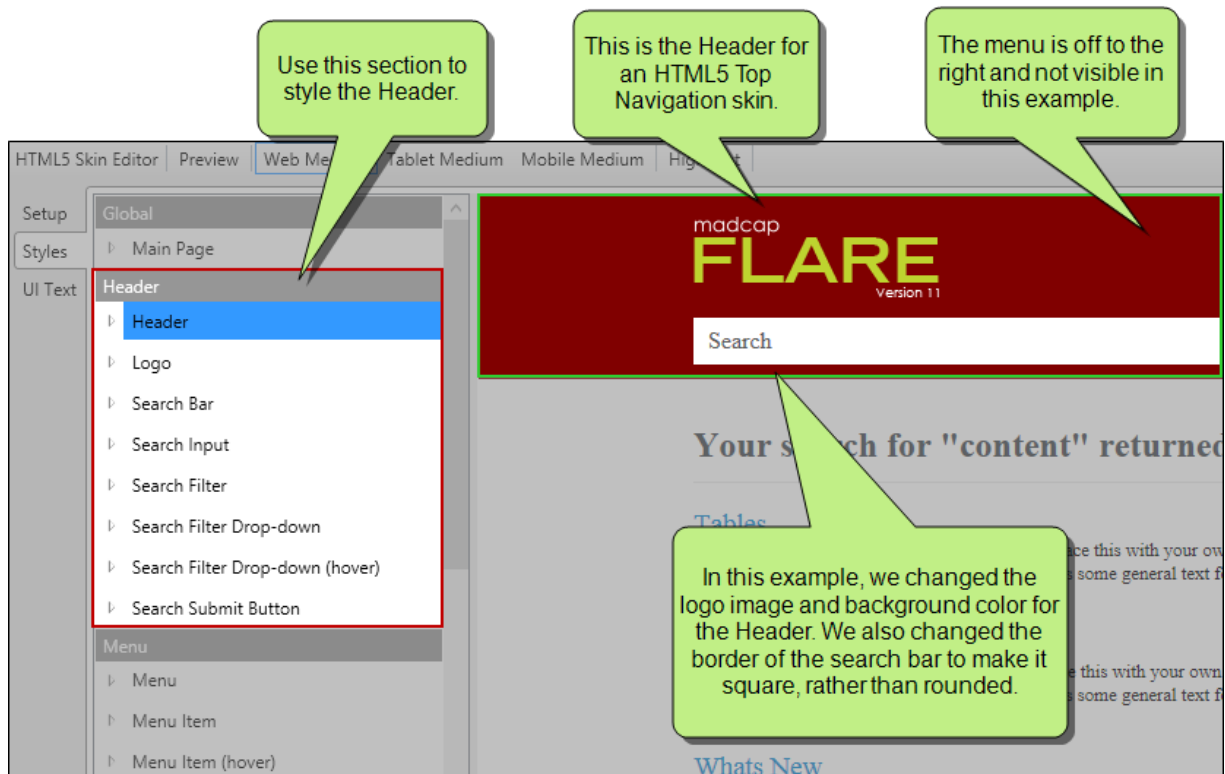 Use this section to
style the Header.
This is the Header for
an HTML5 Top
Navigation skin.
The menu is off to the
right and not visible in
this example.
HTML5 Skin Editor Preview Web Me Tablet Medium Mobile Medium
Setup
Styles
UI Text
Global
Main Page
Header
Header
Logo
Search Bar
Search Input
Search Filter
Search Filter Drop-down
Search Filter Drop-down (hover)
Search Submit Button
Menu
Menu
Menu Item
Menu Item (hover)
madcap
FLARE
Version 11
Search
Your search for "content" returned
Tables
ace this with your ow
some general text f
In this example, we changed the
logo image and background color for
the Header. We also changed the
border of the search bar to make it
square, rather than rounded.
e this with your own
some general text f
Whats New